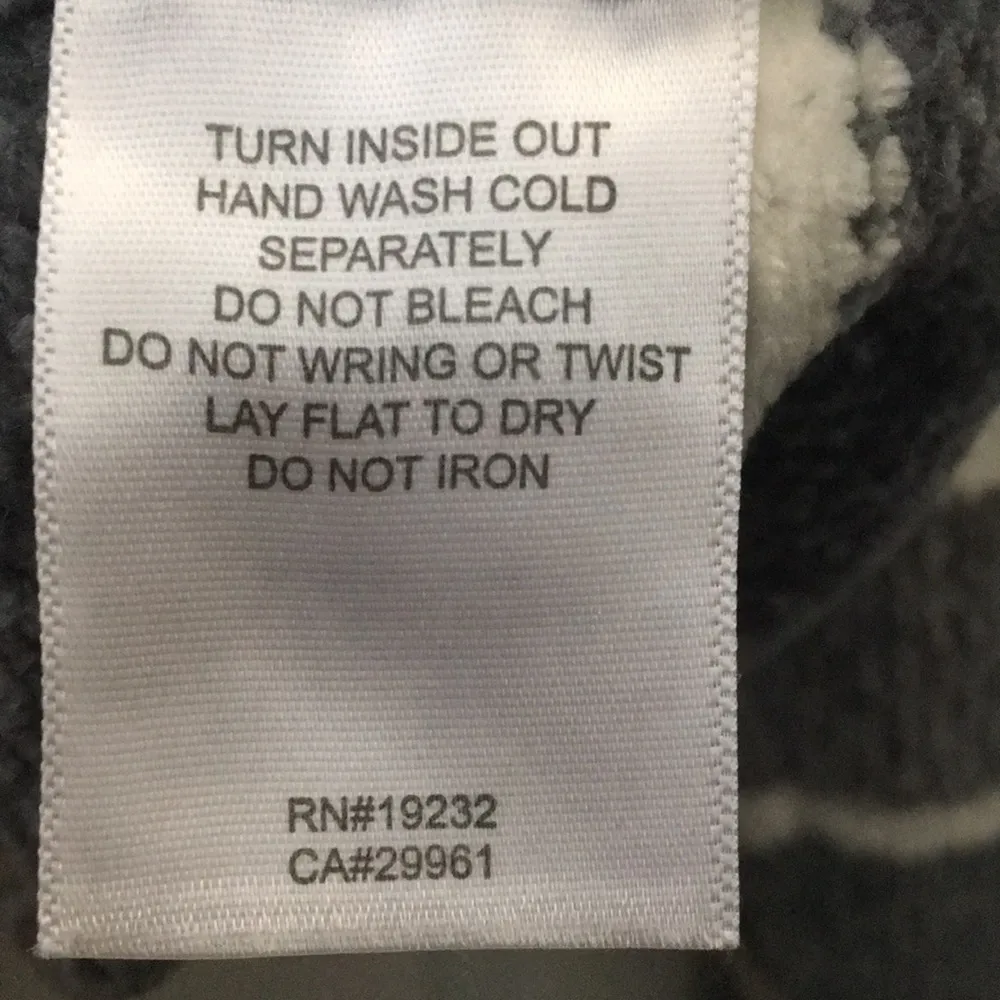 TURN INSIDE OUT
HAND WASH COLD
SEPARATELY
DO NOT BLEACH
DO NOT WRING OR TWIST
LAY FLAT TO DRY
DO NOT IRON
RN#19232
CA#29961